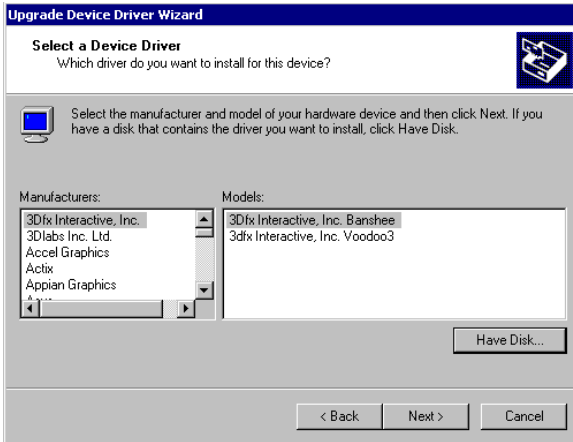 Upgrade Device Driver Wizard
Select a Device Driver
Which driver do you want to install for this device?
Select the manufacturer and model of your hardware device and then click Next. If you
have a disk that contains the driver you want to install, click Have Disk.
Manufacturers:
3Dfx Interactive, Inc.
3Dlabs Inc. Ltd.
Accel Graphics
Actix
Appian Graphics
Models:
3Dfx Interactive, Inc. Banshee
3dfx Interactive, Inc. Voodoo3
Have Disk...
< Back
Next >
Cancel